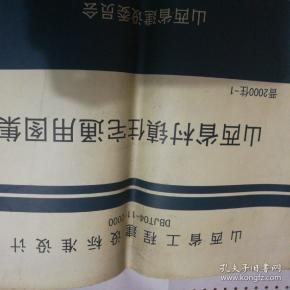 山西省工程建设标准设计
DBJT04-11-2000
山西省村镇住宅通用图集
晋2000住-1
山西省建设委员会
孔夫子旧书网